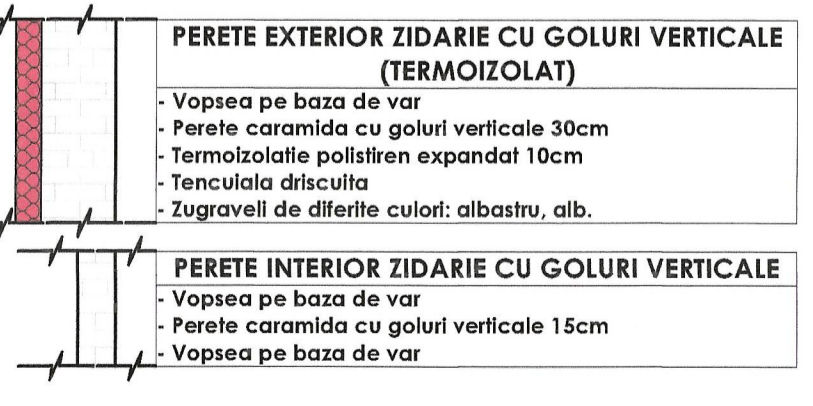 PERETE EXTERIOR ZIDARIE CU GOLURI VERTICALE
(TERMOIZOLAT)
- Vopsea pe baza de var
- Perete caramida cu goluri verticale 30cm
- Termoizolatie polistiren expandat 10cm
- Tencuiala driscuita
- Zugraveli de diferite culori: albastru, alb.
PERETE INTERIOR ZIDARIE CU GOLURI VERTICALE
- Vopsea pe baza de var
- Perete caramida cu goluri verticale 15cm
- Vopsea pe baza de var